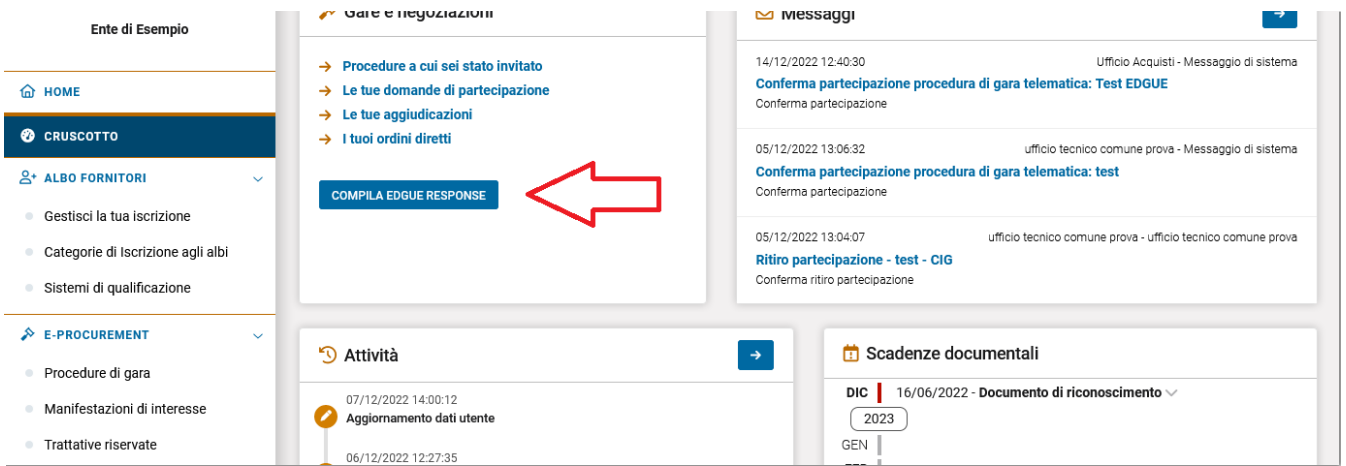 Ente di Esempio
HOME
CRUSCOTTO
ALBO FORNITORI
Gestisci la tua iscrizione
Categorie di Iscrizione agli albi
Sistemi di qualificazione
E-PROCUREMENT
Procedure di gara
Manifestazioni di interesse
Trattative riservate
Gare e negoziazioni
Procedure a cui sei stato invitato
Le tue domande di partecipazione
Le tue aggiudicazioni
I tuoi ordini diretti
COMPILA EDGUE RESPONSE
Messaggi
14/12/2022 12:40:30 Ufficio Acquisti - Messaggio di sistema
Conferma partecipazione procedura di gara telematica: Test EDGUE
Conferma partecipazione
05/12/2022 13:06:32 ufficio tecnico comune prova - Messaggio di sistema
Conferma partecipazione procedura di gara telematica: test
Conferma partecipazione
05/12/2022 13:04:07 ufficio tecnico comune prova - ufficio tecnico comune prova
Ritiro partecipazione - test - CIG
Conferma ritiro partecipazione
Attività
07/12/2022 14:00:12
Aggiornamento dati utente
06/12/2022 12:27:35
Scadenze documentali
DIC 16/06/2022 - Documento di riconoscimento
2023
GEN